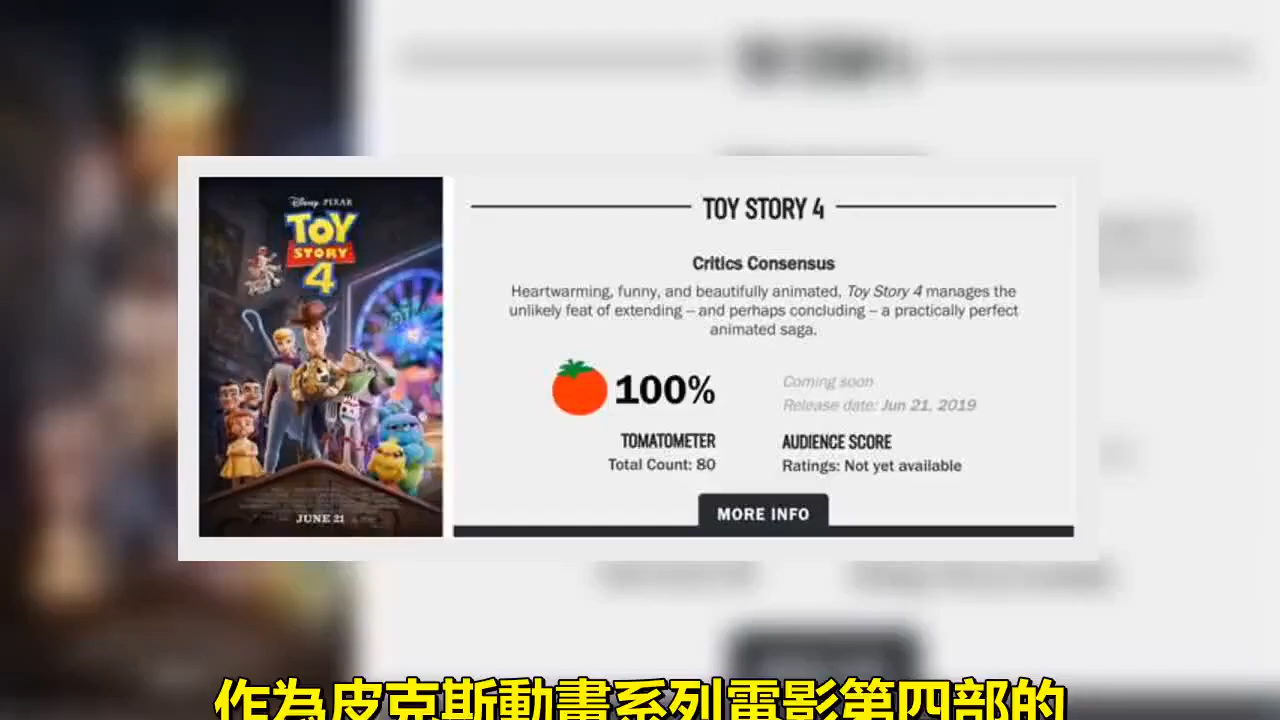 Disney PIXAR
TOY
STORY
4
JUNE 21
TOY STORY 4
Critics Consensus
Heartwarming, funny, and beautifully animated, Toy Story 4 manages the
unlikely feat of extending – and perhaps concluding – a practically perfect
animated saga.
100%
TOMATOMETER
Total Count: 80
Coming soon
Release date: Jun 21, 2019
AUDIENCE SCORE
Ratings: Not yet available
MORE INFO
作為皮克斯動畫系列電影第四部的